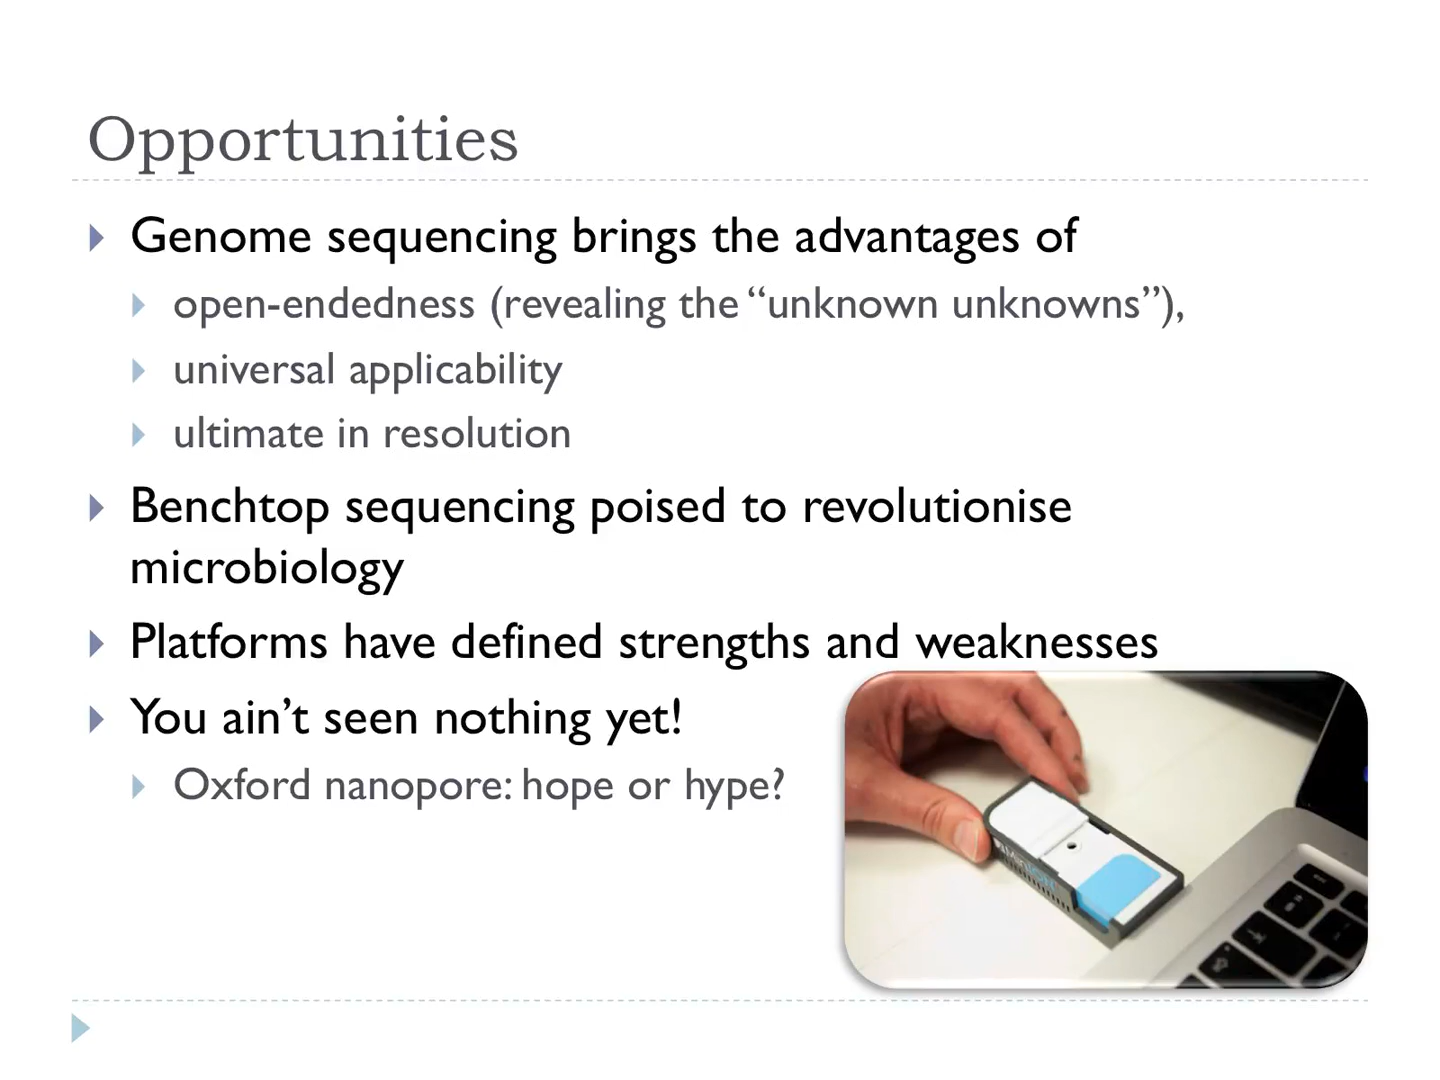 Opportunities
Genome sequencing brings the advantages of
open-endedness (revealing the “unknown unknowns”),
universal applicability
ultimate in resolution
Benchtop sequencing poised to revolutionise
microbiology
Platforms have defined strengths and weaknesses
You ain’t seen nothing yet!
Oxford nanopore: hope or hype?